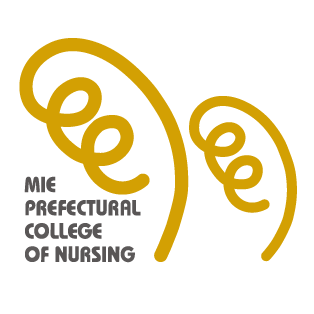 MIE
PREFECTURAL
COLLEGE
OF NURSING